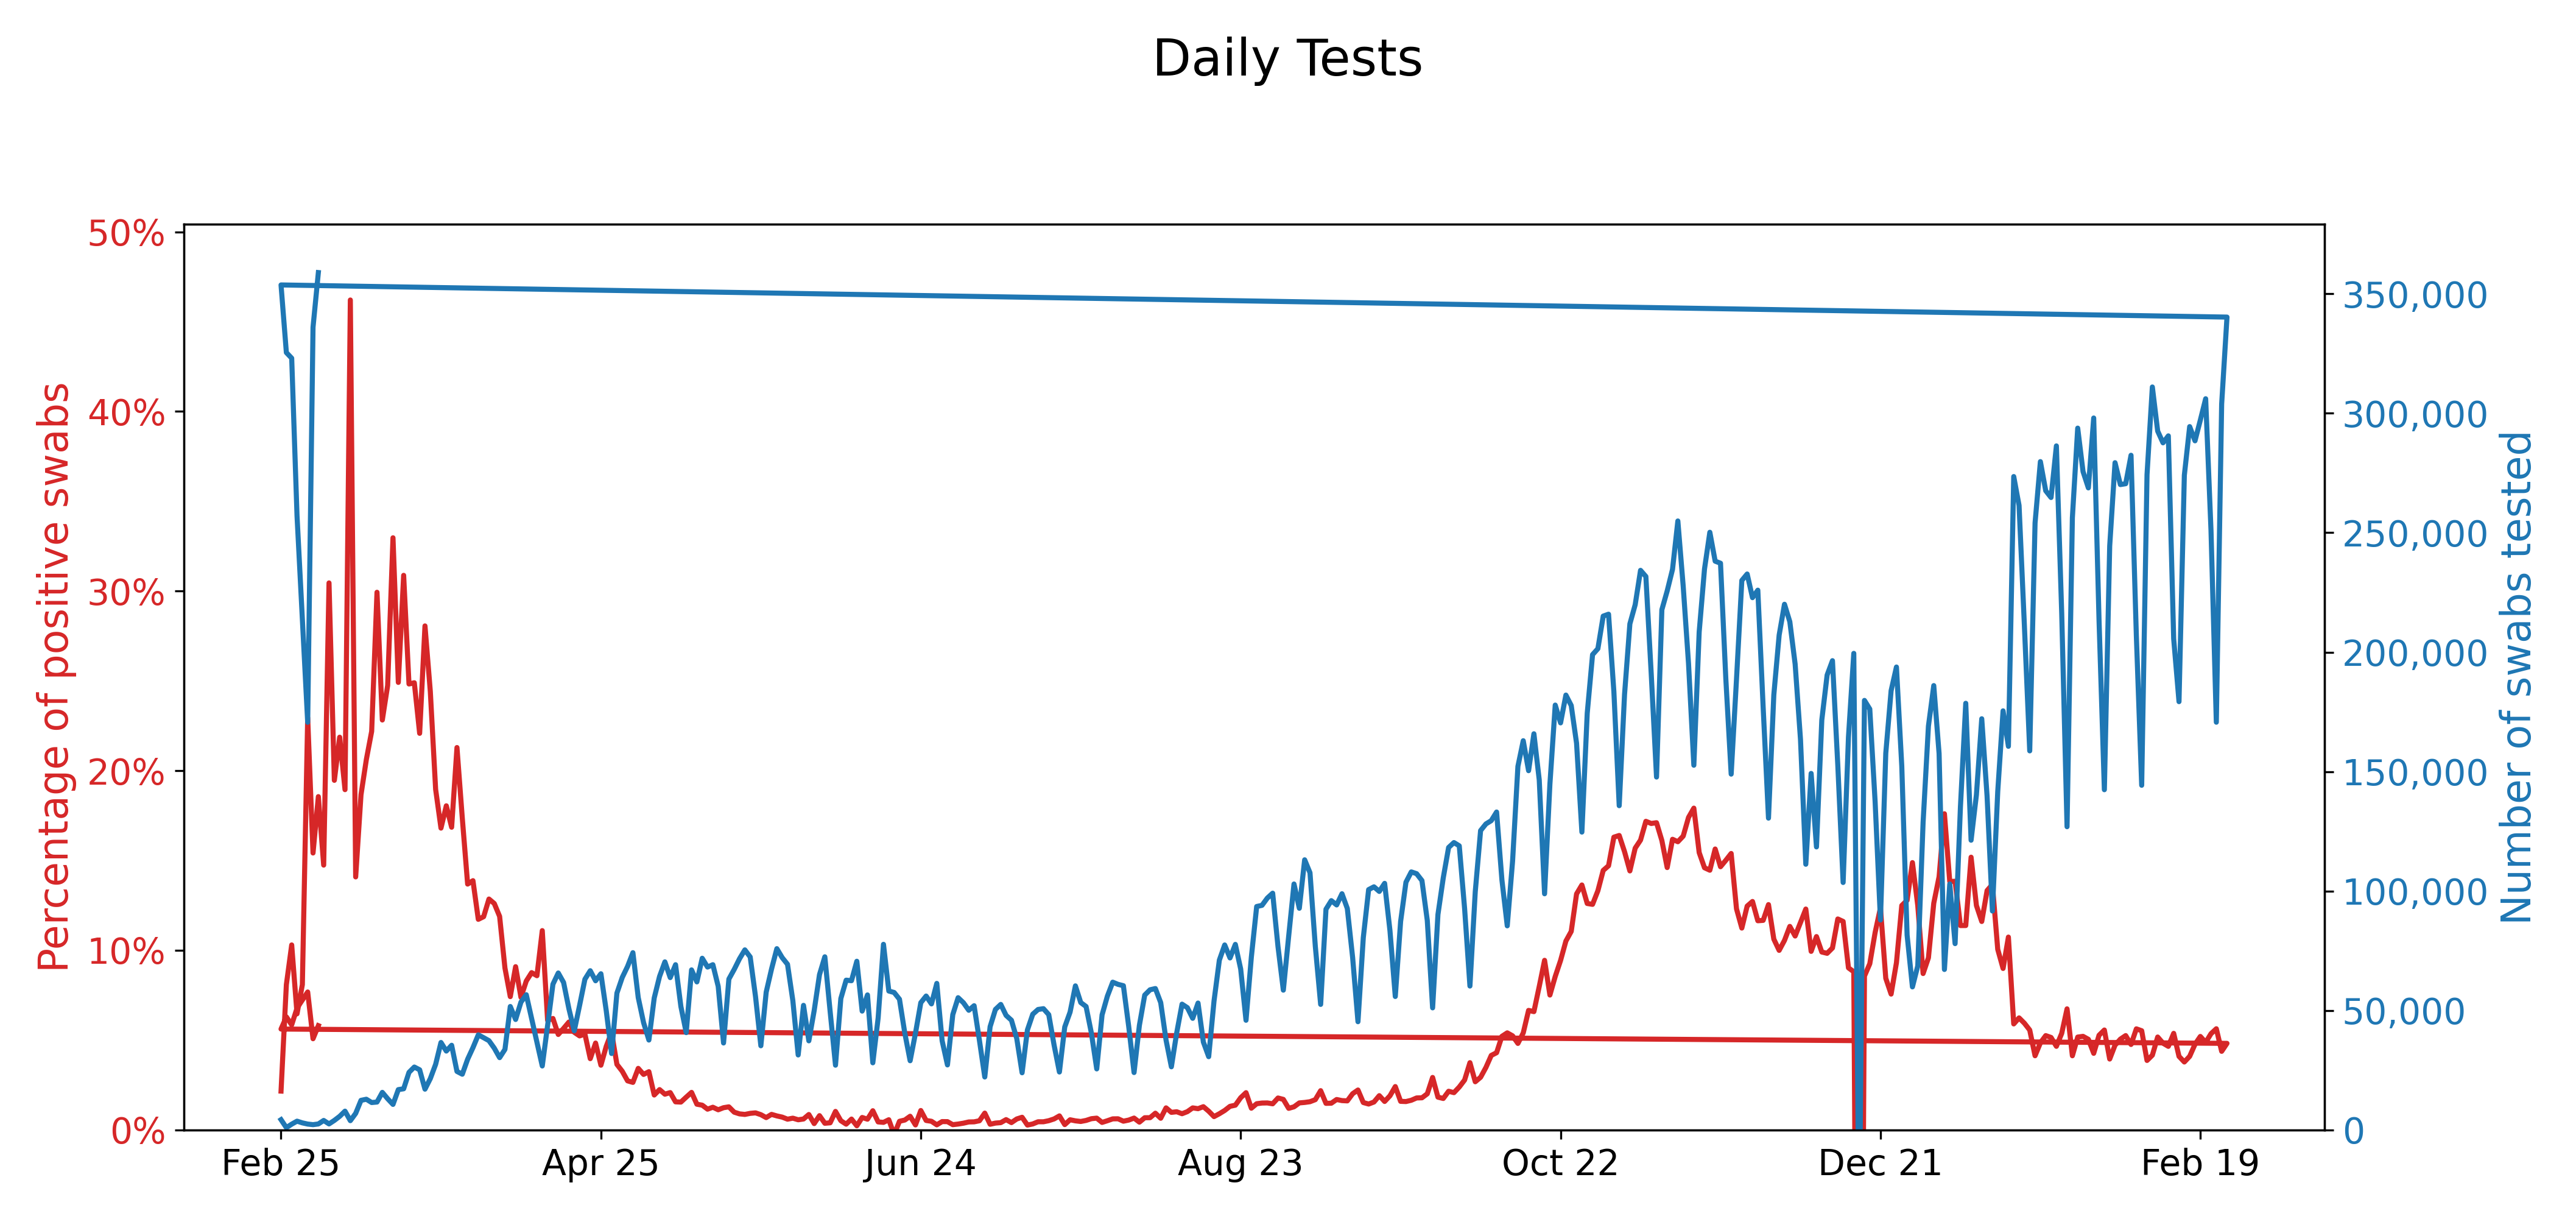 Daily Tests
50%
40%
30%
20%
10%
0%
Percentage of positive swabs
350,000
300,000
250,000
200,000
150,000
100,000
50,000
0
Number of swabs tested
Feb 25
Apr 25
Jun 24
Aug 23
Oct 22
Dec 21
Feb 19